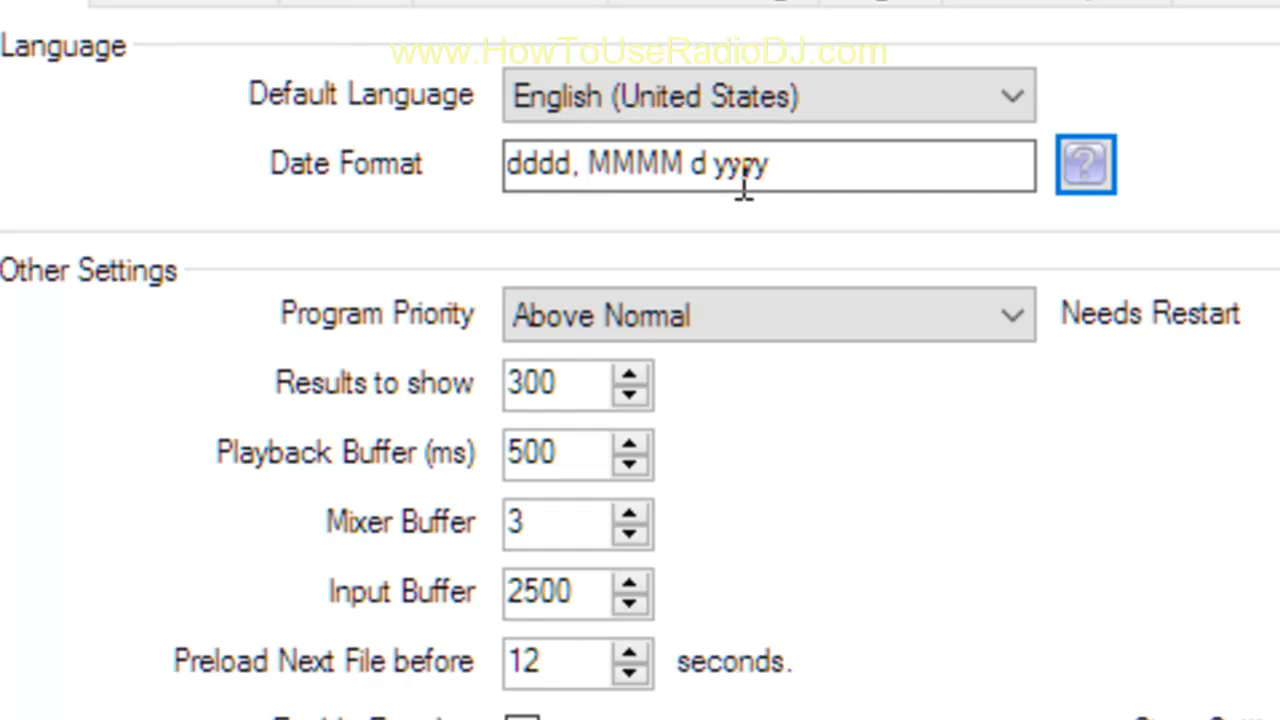 www.HowToUseRadioDJ.com
Language
Default Language English (United States)
Date Format dddd, MMMM d yyyy ?
Other Settings
Program Priority Above Normal Needs Restart
Results to show 300
Playback Buffer (ms) 500
Mixer Buffer 3
Input Buffer 2500
Preload Next File before 12 seconds.